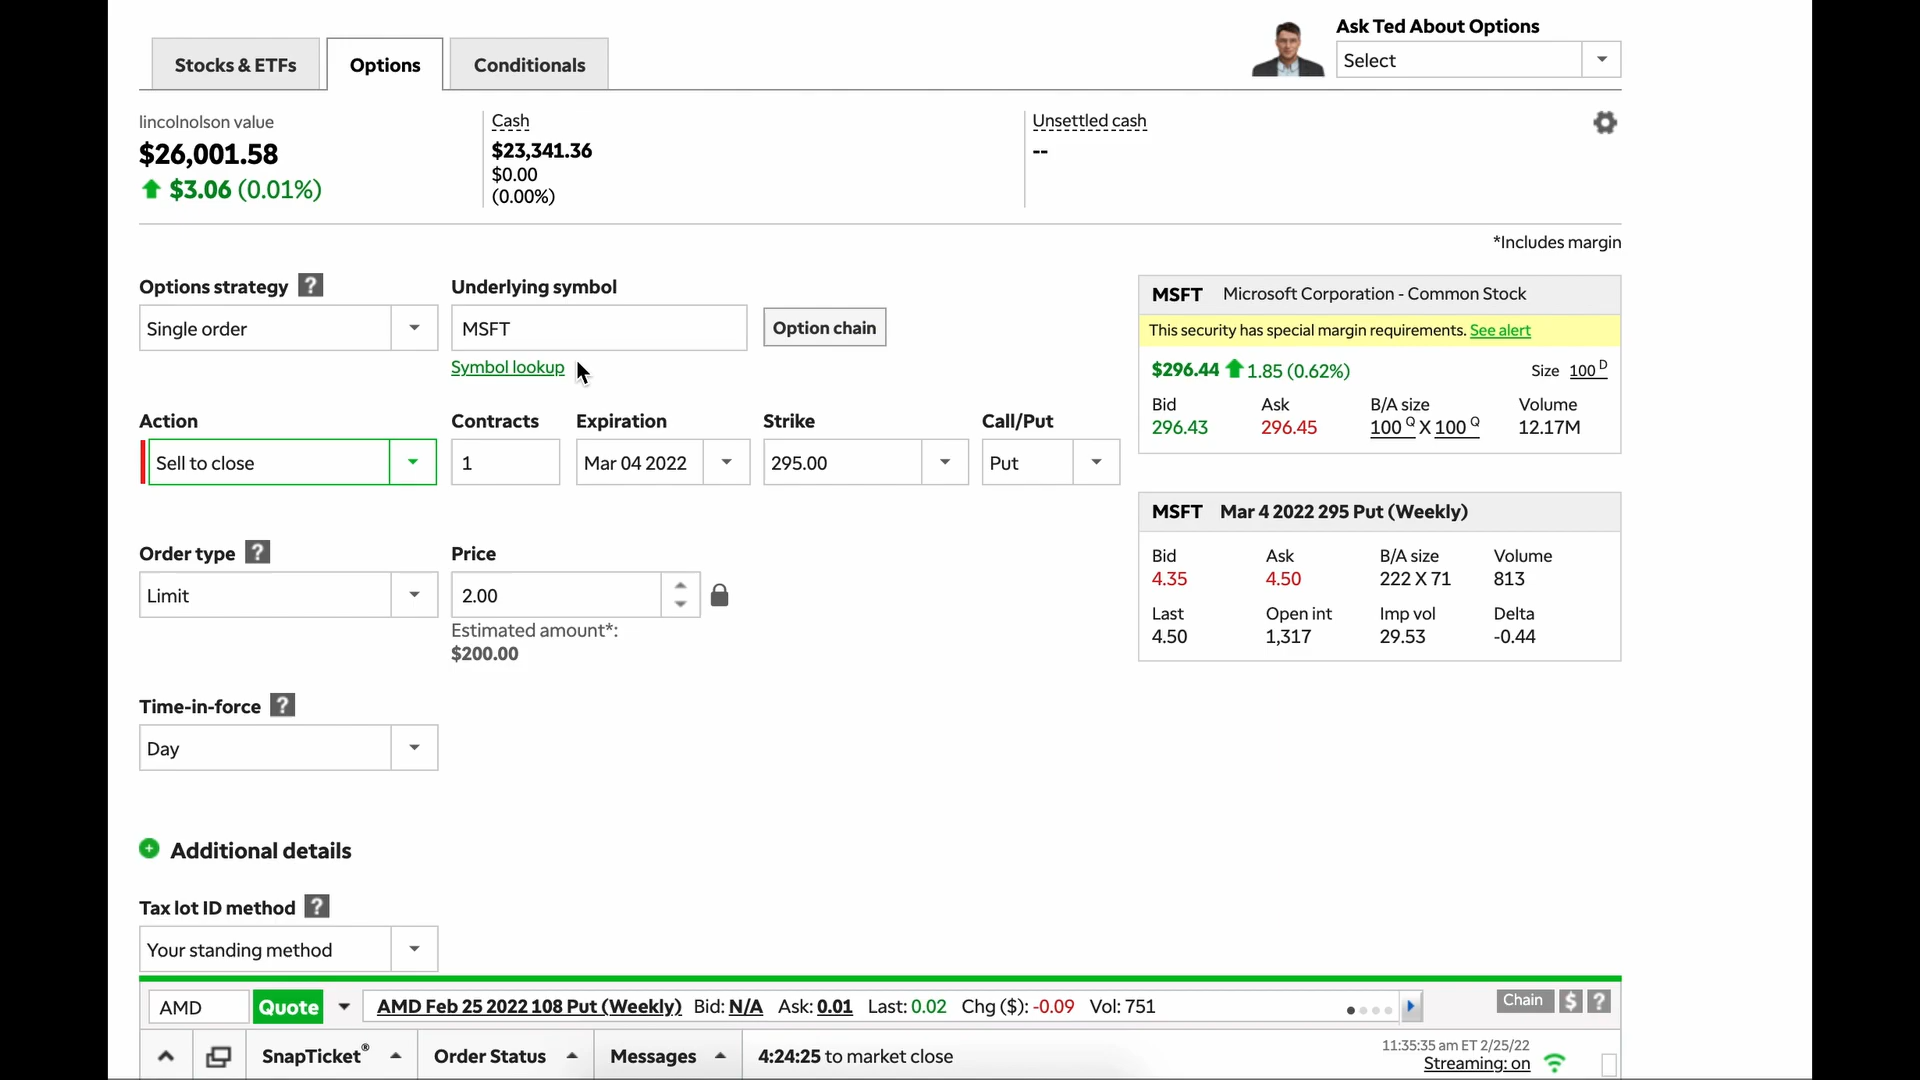 Ask Ted About Options
Select
Stocks & ETFs
Options
Conditionals
lincolnolson value
$26,001.58
$3.06 (0.01%)
Cash
$23,341.36
$0.00
(0.00%)
Unsettled cash
--
*Includes margin
Options strategy ?
Single order
Underlying symbol
MSFT
Option chain
Symbol lookup
Action
Sell to close
Contracts
1
Expiration
Mar 04 2022
Strike
295.00
Call/Put
Put
MSFT Microsoft Corporation - Common Stock
This security has special margin requirements. See alert
$296.44 1.85 (0.62%) Size 100 D
Bid Ask B/A size Volume
296.43 296.45 100 Q X 100 Q 12.17M
MSFT Mar 4 2022 295 Put (Weekly)
Bid Ask B/A size Volume
4.35 4.50 222 X 71 813
Last Open int Imp vol Delta
4.50 1,317 29.53 -0.44
Order type ?
Limit
Price
2.00
Estimated amount*:
$200.00
Time-in-force ?
Day
+ Additional details
Tax lot ID method ?
Your standing method
AMD Quote AMD Feb 25 2022 108 Put (Weekly) Bid: N/A Ask: 0.01 Last: 0.02 Chg ($): -0.09 Vol: 751 Chain $ ?
SnapTicket® Order Status Messages 4:24:25 to market close
11:35:35 am ET 2/25/22
Streaming: on